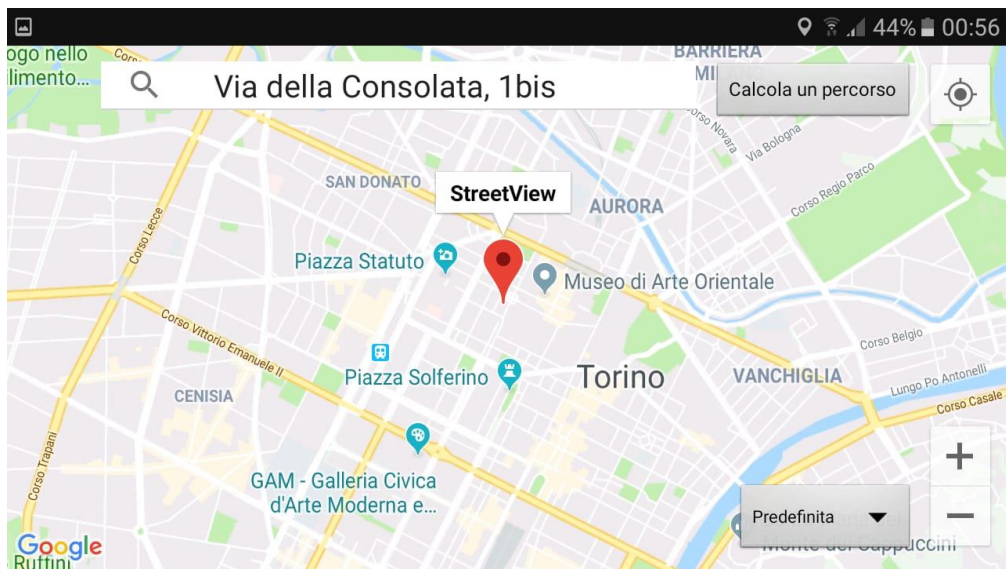 44% 00:56
ogo nello
limento...
BARRIERA
Via della Consolata, 1bis
Calcola un percorso
Corso Novara
Via Bologna
SAN DONATO
StreetView
AURORA
Corso Regio Parco
Corso Lecce
Piazza Statuto
Museo di Arte Orientale
Corso Vittorio Emanuele II
Corso Belgio
Piazza Solferino
Torino
VANCHIGLIA
Lungo Po Antonelli
CENISIA
Corso Casale
Corso Trapani
GAM - Galleria Civica
d'Arte Moderna e...
Predefinita
Google
Monte dei Cappuccini
Ruffini